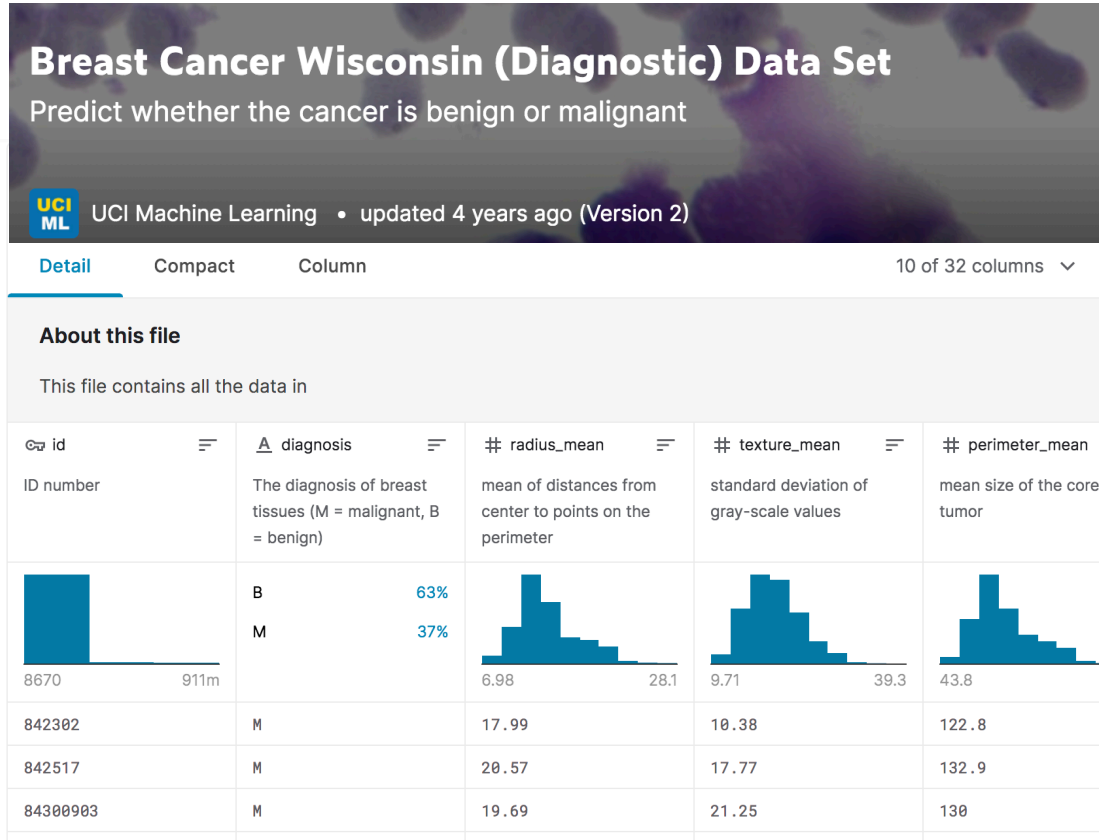 Breast Cancer Wisconsin (Diagnostic) Data Set
Predict whether the cancer is benign or malignant
UCI
ML
UCI Machine Learning • updated 4 years ago (Version 2)
Detail Compact Column 10 of 32 columns
About this file
This file contains all the data in
id
ID number
8670 911m
A diagnosis
The diagnosis of breast
tissues (M = malignant, B
= benign)
B 63%
M 37%
# radius_mean
mean of distances from
center to points on the
perimeter
6.98 28.1
# texture_mean
standard deviation of
gray-scale values
9.71 39.3
# perimeter_mean
mean size of the core
tumor
43.8
842302 M 17.99 10.38 122.8
842517 M 20.57 17.77 132.9
84300903 M 19.69 21.25 130